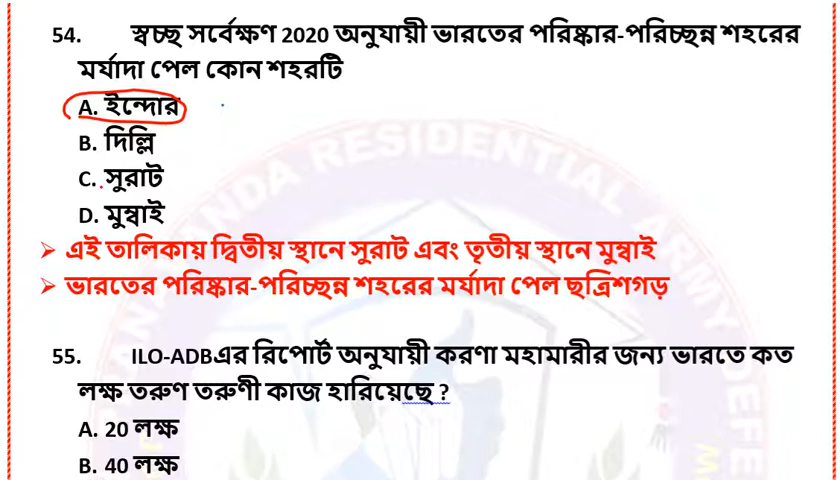 54. স্বচ্ছ সর্বেক্ষণ 2020 অনুযায়ী ভারতের পরিষ্কার-পরিচ্ছন্ন শহরের
মর্যাদা পেল কোন শহরটি
A. ইন্দোর
B. দিল্লি
C. সুরাট
D. মুম্বাই
➢ এই তালিকায় দ্বিতীয় স্থানে সুরাট এবং তৃতীয় স্থানে মুম্বাই
➢ ভারতের পরিষ্কার-পরিচ্ছন্ন শহরের মর্যাদা পেল ছত্রিশগড়
55. ILO-ADBএর রিপোর্ট অনুযায়ী করণা মহামারীর জন্য ভারতে কত
লক্ষ তরুণ তরুণী কাজ হারিয়েছে ?
A. 20 লক্ষ
B. 40 লক্ষ
RESIDENTIAL ARMY